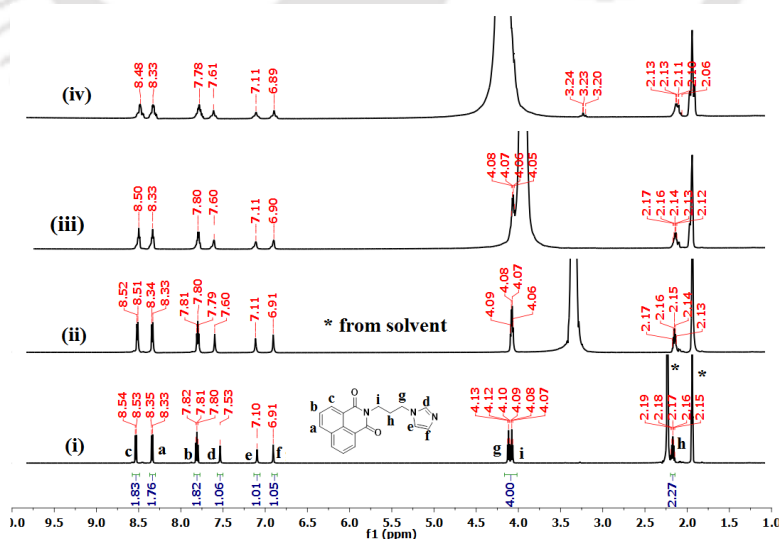 8.48 8.33 7.78 7.61 7.11 6.89 3.24 3.23 3.20 2.13 2.13 2.11 2.10 2.06
(iv)
8.50 8.33 7.80 7.60 7.11 6.90 4.08 4.07 4.06 4.05 2.17 2.16 2.14 2.13 2.12
(iii)
8.52 8.51 8.34 8.33 7.81 7.80 7.79 7.60 7.11 6.91 4.09 4.08 4.07 4.06 2.17 2.16 2.15 2.14 2.13
(ii)
* from solvent
8.54 8.53 8.35 8.33 7.82 7.81 7.80 7.53 7.10 6.91 4.13 4.12 4.10 4.09 4.08 4.07 2.19 2.18 2.17 2.16 2.15
* *
b c a O N O i h g N d N e f
(i)
c a b d e f g i h
1.83 1.76 1.82 1.06 1.01 1.05 4.00 2.27
0.0 9.5 9.0 8.5 8.0 7.5 7.0 6.5 6.0 5.5 5.0 4.5 4.0 3.5 3.0 2.5 2.0 1.5 1.0
f1 (ppm)